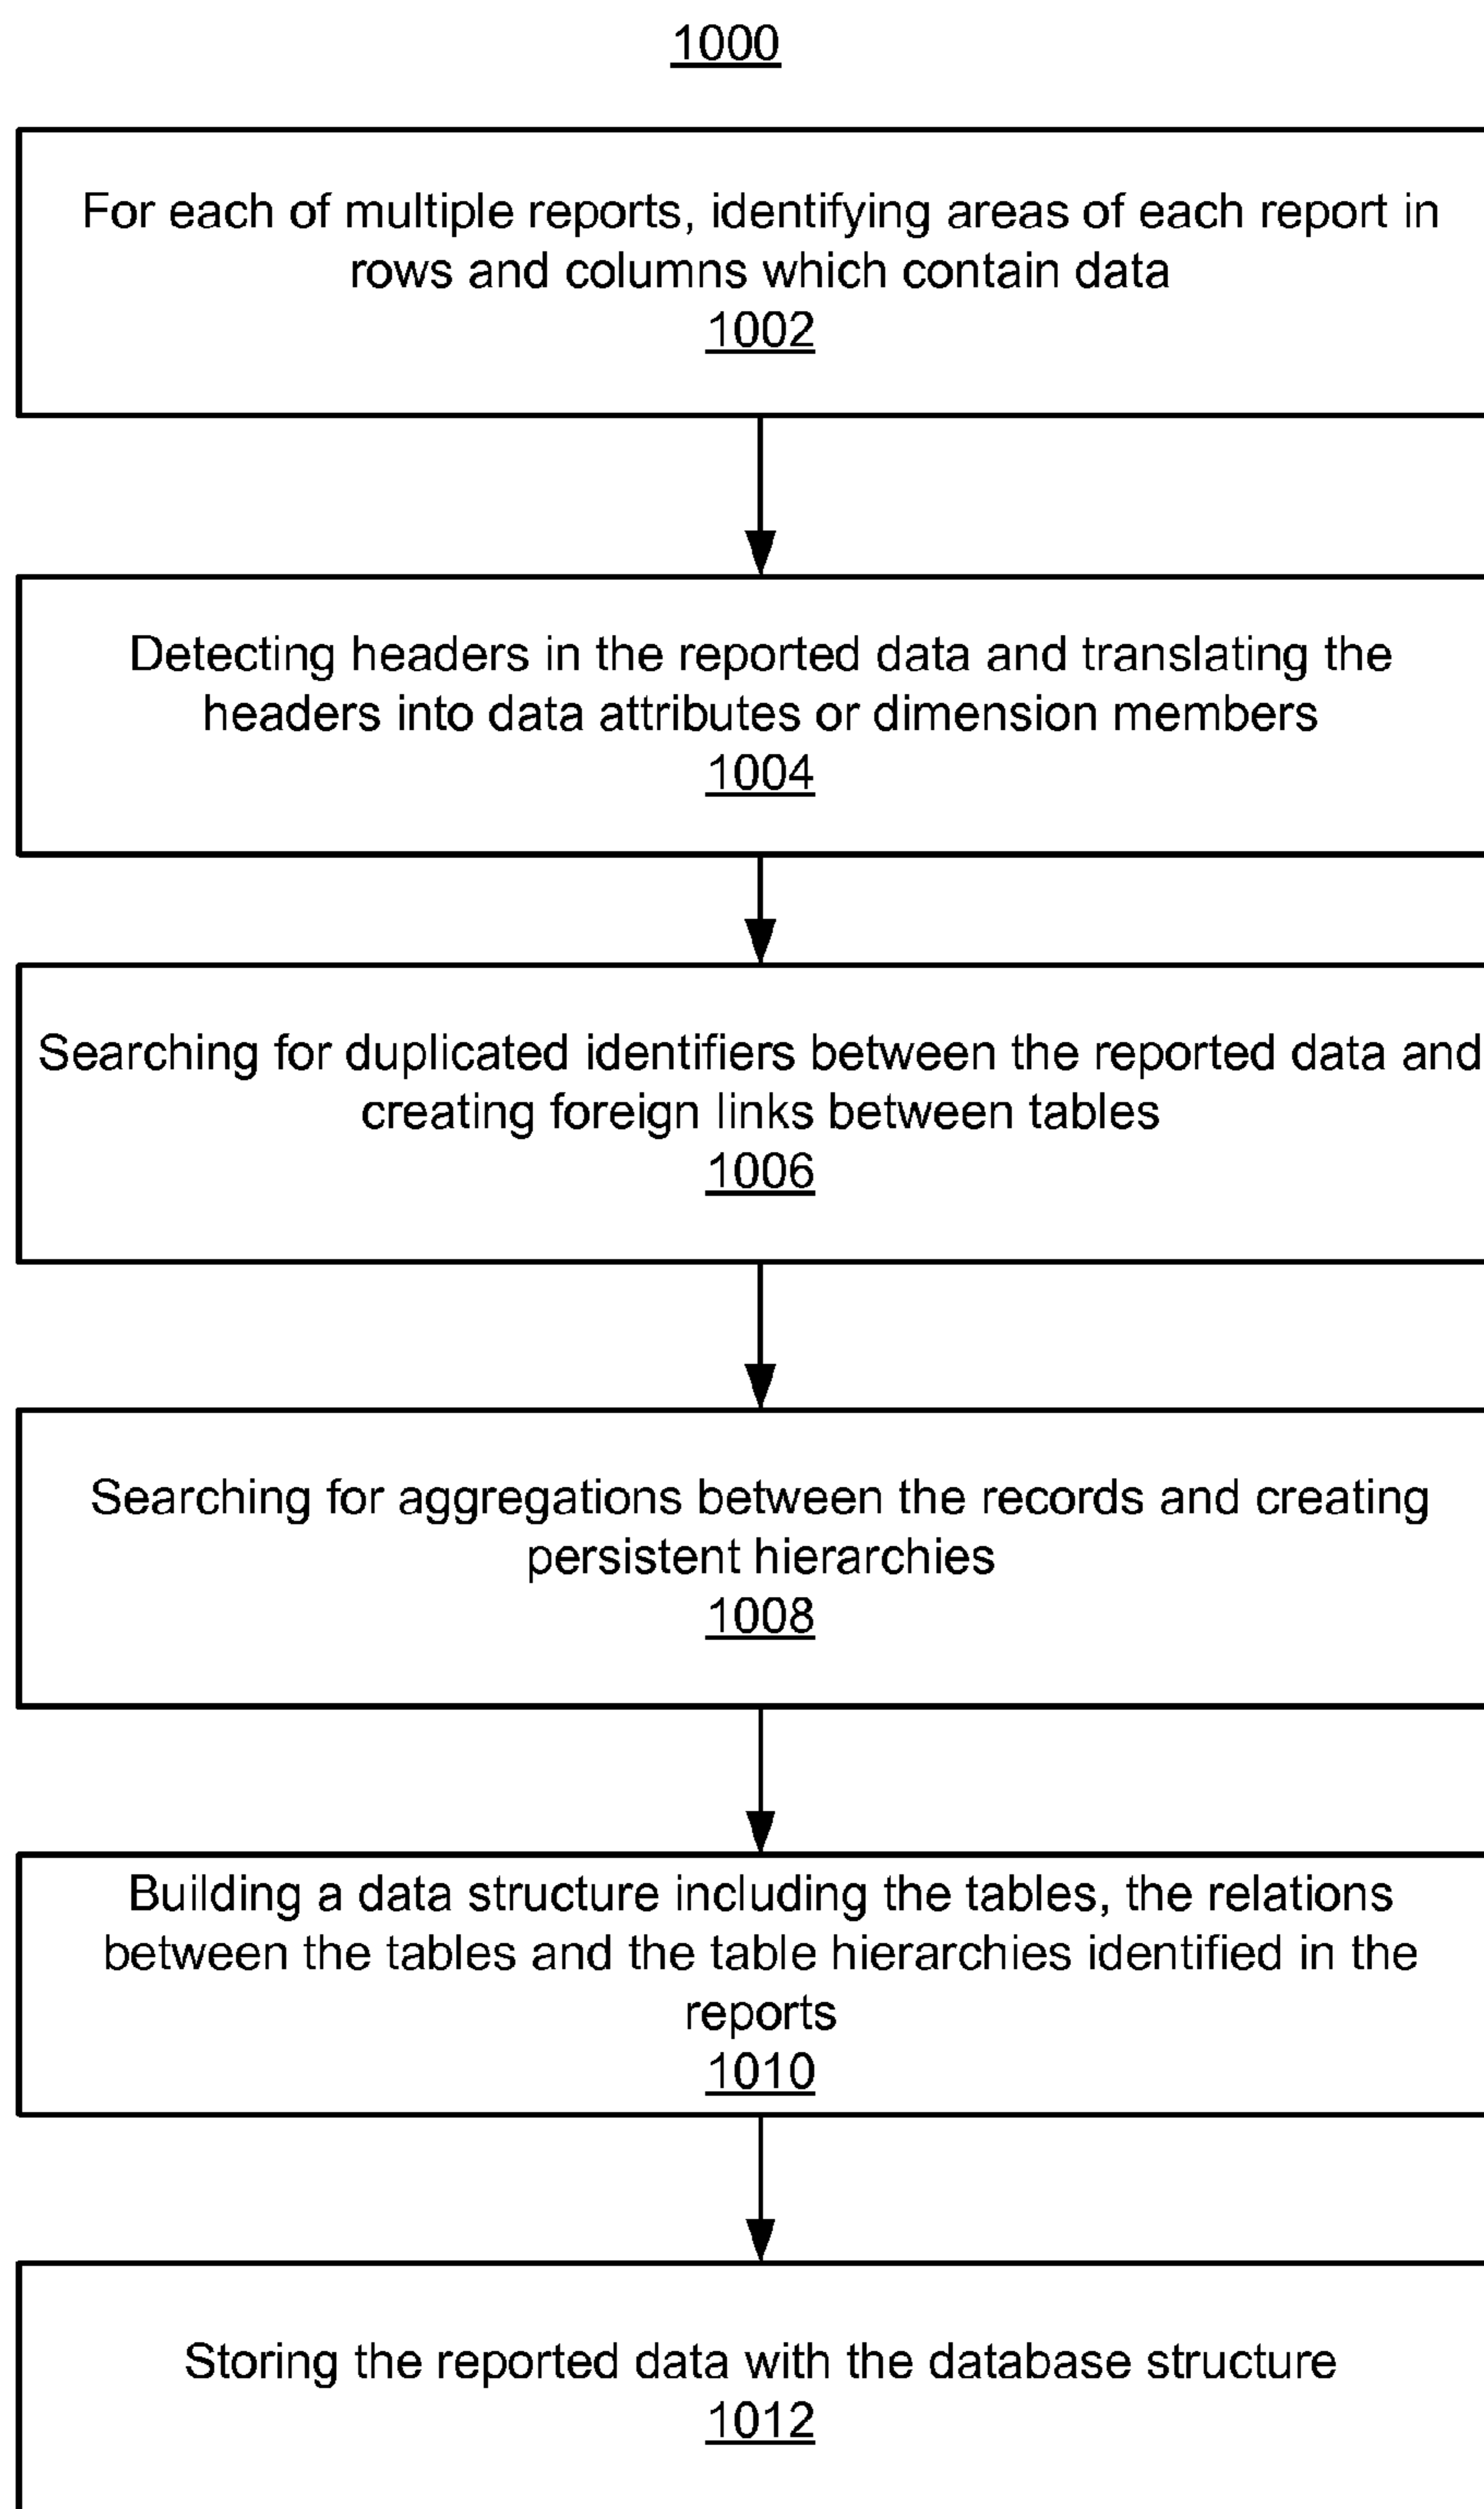 1000
For each of multiple reports, identifying areas of each report in
rows and columns which contain data
1002
Detecting headers in the reported data and translating the
headers into data attributes or dimension members
1004
Searching for duplicated identifiers between the reported data and
creating foreign links between tables
1006
Searching for aggregations between the records and creating
persistent hierarchies
1008
Building a data structure including the tables, the relations
between the tables and the table hierarchies identified in the
reports
1010
Storing the reported data with the database structure
1012